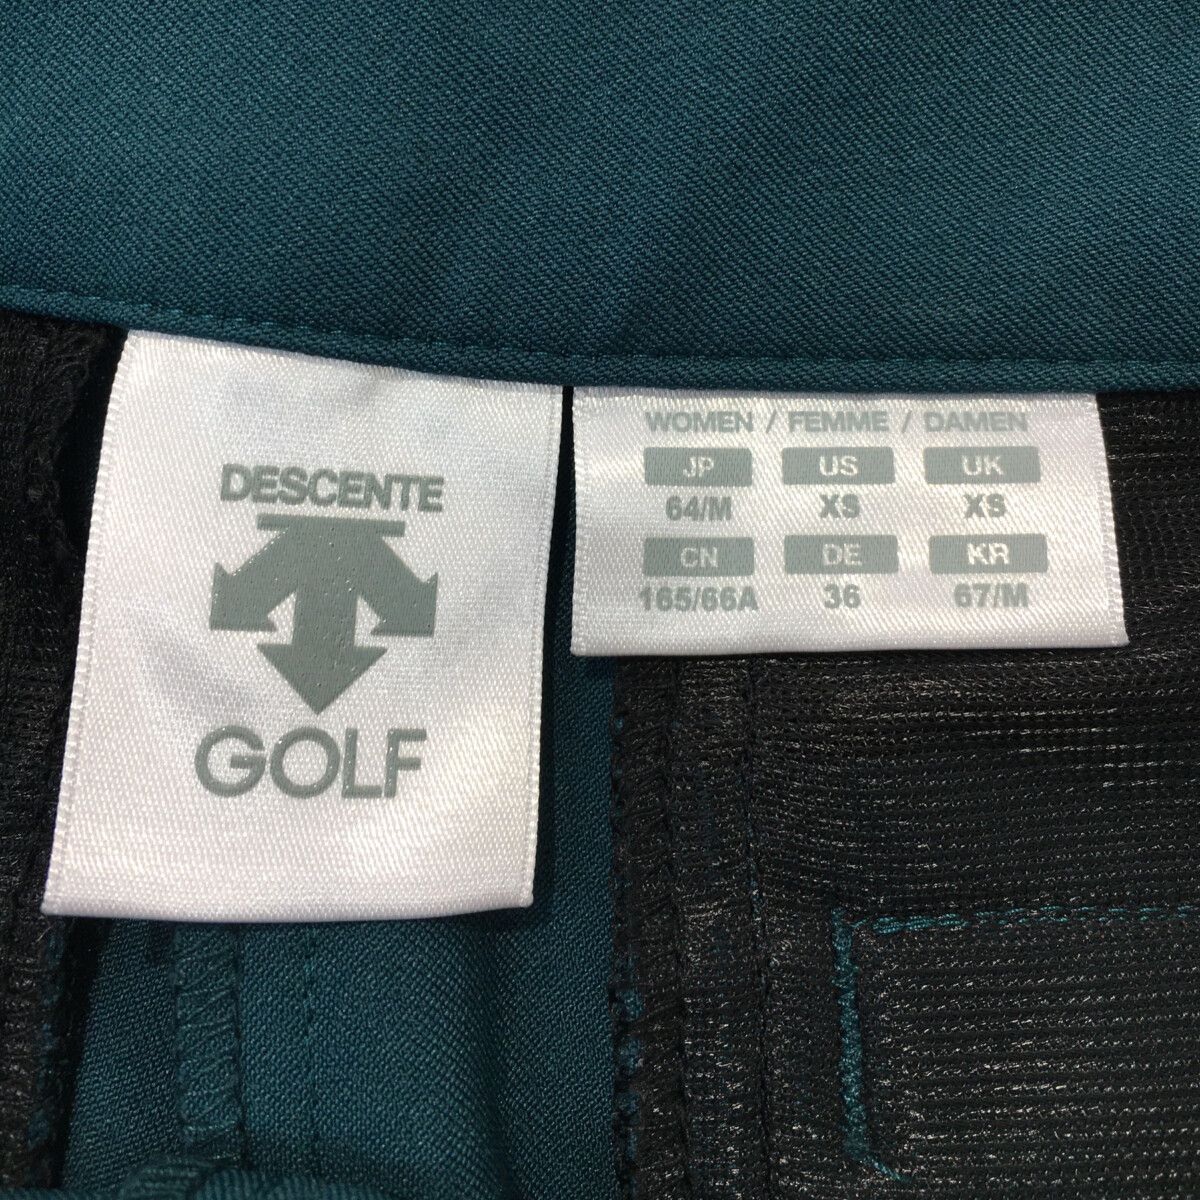 DESCENTE
GOLF
WOMEN / FEMME / DAMEN
JP US UK
64/M XS XS
CN DE KR
165/66A 36 67/M